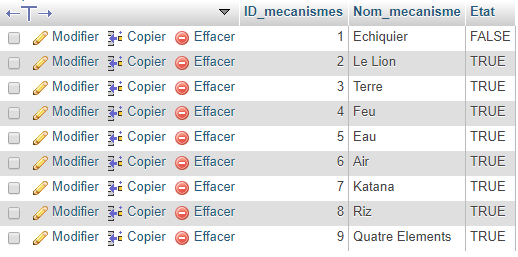 ID_mecanismes Nom_mecanisme Etat
Modifier Copier Effacer 1 Echiquier FALSE
Modifier Copier Effacer 2 Le Lion TRUE
Modifier Copier Effacer 3 Terre TRUE
Modifier Copier Effacer 4 Feu TRUE
Modifier Copier Effacer 5 Eau TRUE
Modifier Copier Effacer 6 Air TRUE
Modifier Copier Effacer 7 Katana TRUE
Modifier Copier Effacer 8 Riz TRUE
Modifier Copier Effacer 9 Quatre Elements TRUE